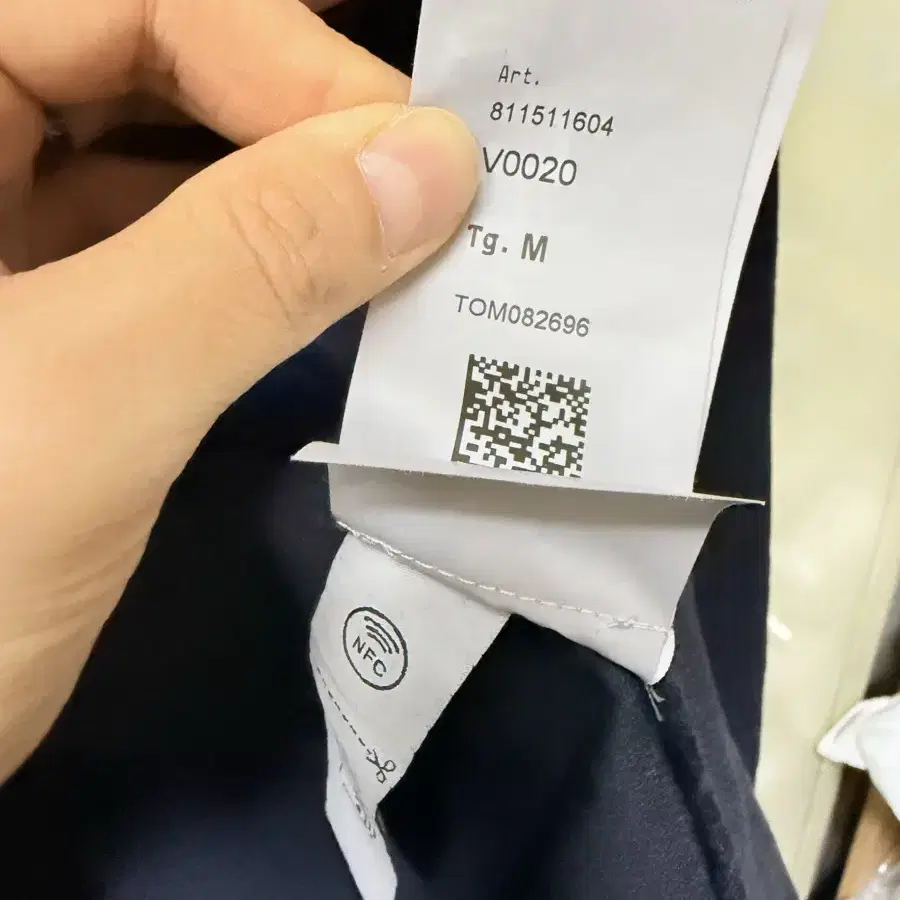 Art.
811511604
V0020
Tg. M
TOM082696
NFC